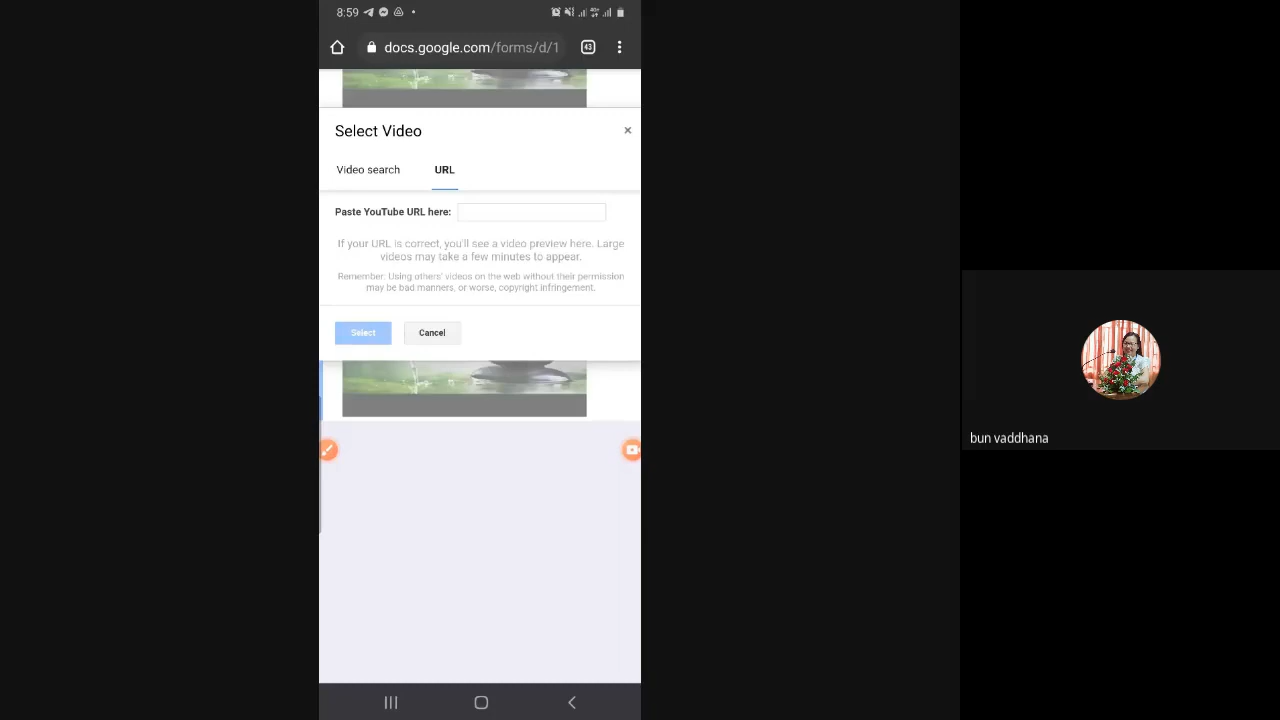 8:59
docs.google.com/forms/d/1
43
Select Video
×
Video search
URL
Paste YouTube URL here:
If your URL is correct, you'll see a video preview here. Large
videos may take a few minutes to appear.
Remember: Using others' videos on the web without their permission
may be bad manners, or worse, copyright infringement.
Select
Cancel
bun vaddhana